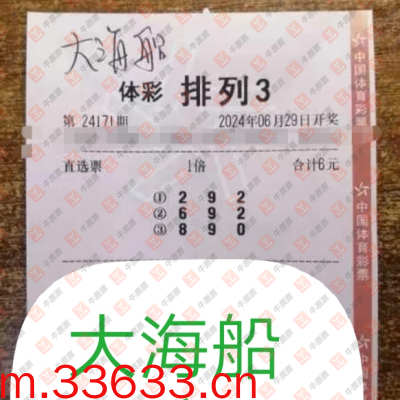 大海船
体彩 排列3
第 24171期 2024年06月29日开奖
直选票 1倍 合计6元
① 2 9 2
② 6 9 2
③ 8 9 0
中国体育彩票
中国体育彩票
大海船
m.33633.cn